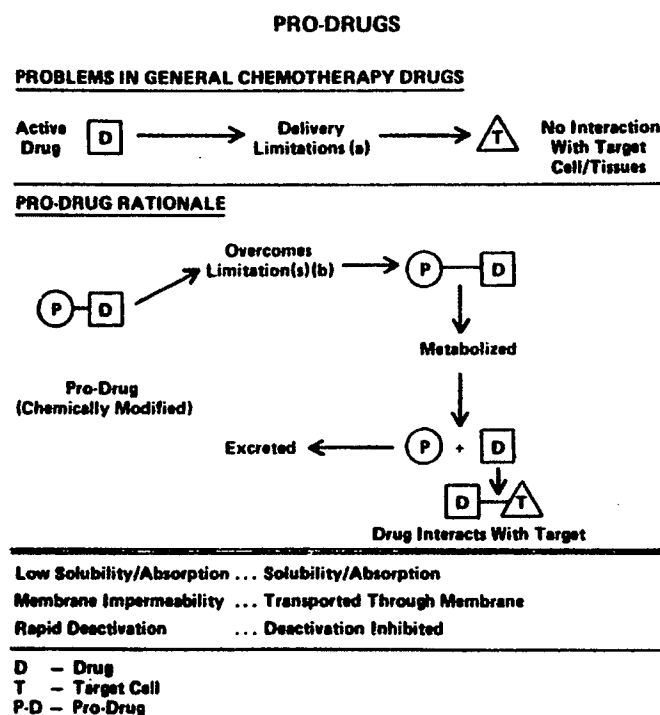 PRO-DRUGS
PROBLEMS IN GENERAL CHEMOTHERAPY DRUGS
Active
Drug
D
Delivery
Limitations (a)
T
No Interaction
With Target
Cell/Tissues
PRO-DRUG RATIONALE
Overcomes
Limitation(s)(b)
P
D
P
D
Metabolized
Pro-Drug
(Chemically Modified)
Excreted
P + D
D
T
Drug Interacts With Target
Low Solubility/Absorption ... Solubility/Absorption
Membrane Impermeability ... Transported Through Membrane
Rapid Deactivation ... Deactivation Inhibited
D – Drug
T – Target Cell
P-D – Pro-Drug